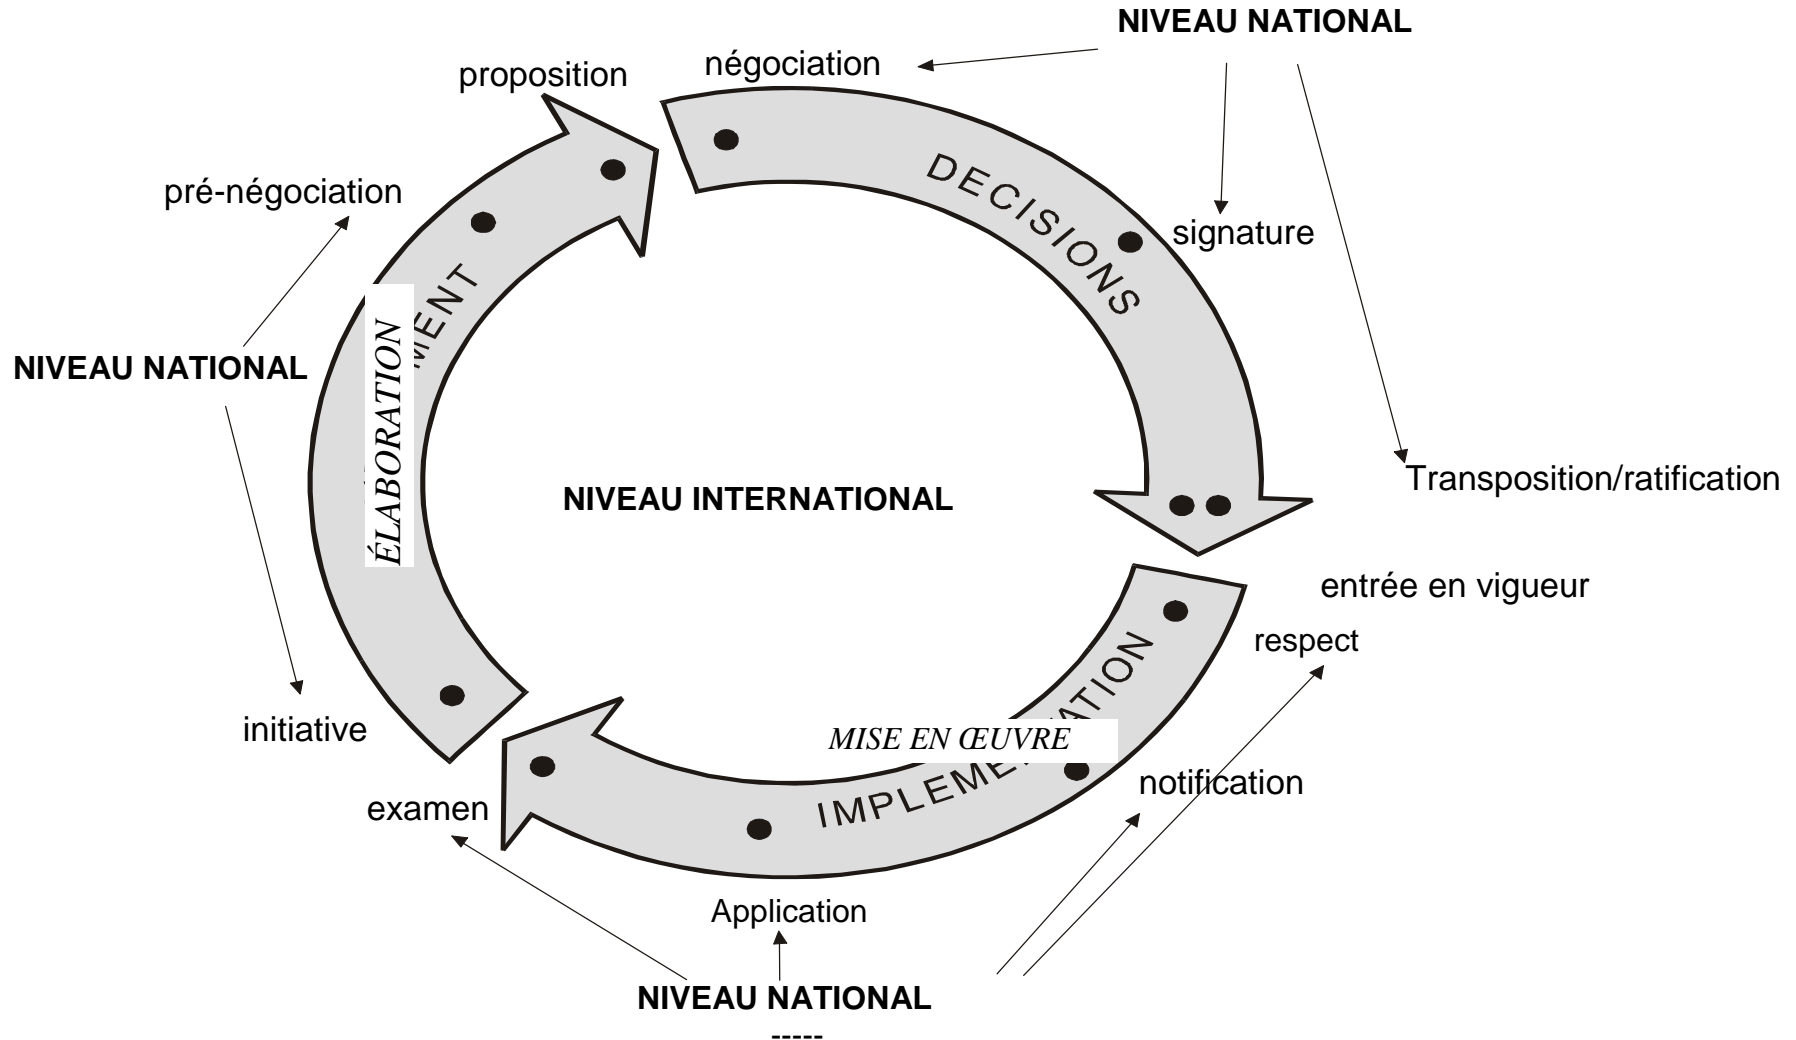 NIVEAU NATIONAL
négociation
proposition
DECISIONS
pré-négociation
signature
MENT
ÉLABORATION
NIVEAU NATIONAL
Transposition/ratification
NIVEAU INTERNATIONAL
entrée en vigueur
respect
initiative
MISE EN ŒUVRE
notification
examen
Application
NIVEAU NATIONAL
-----